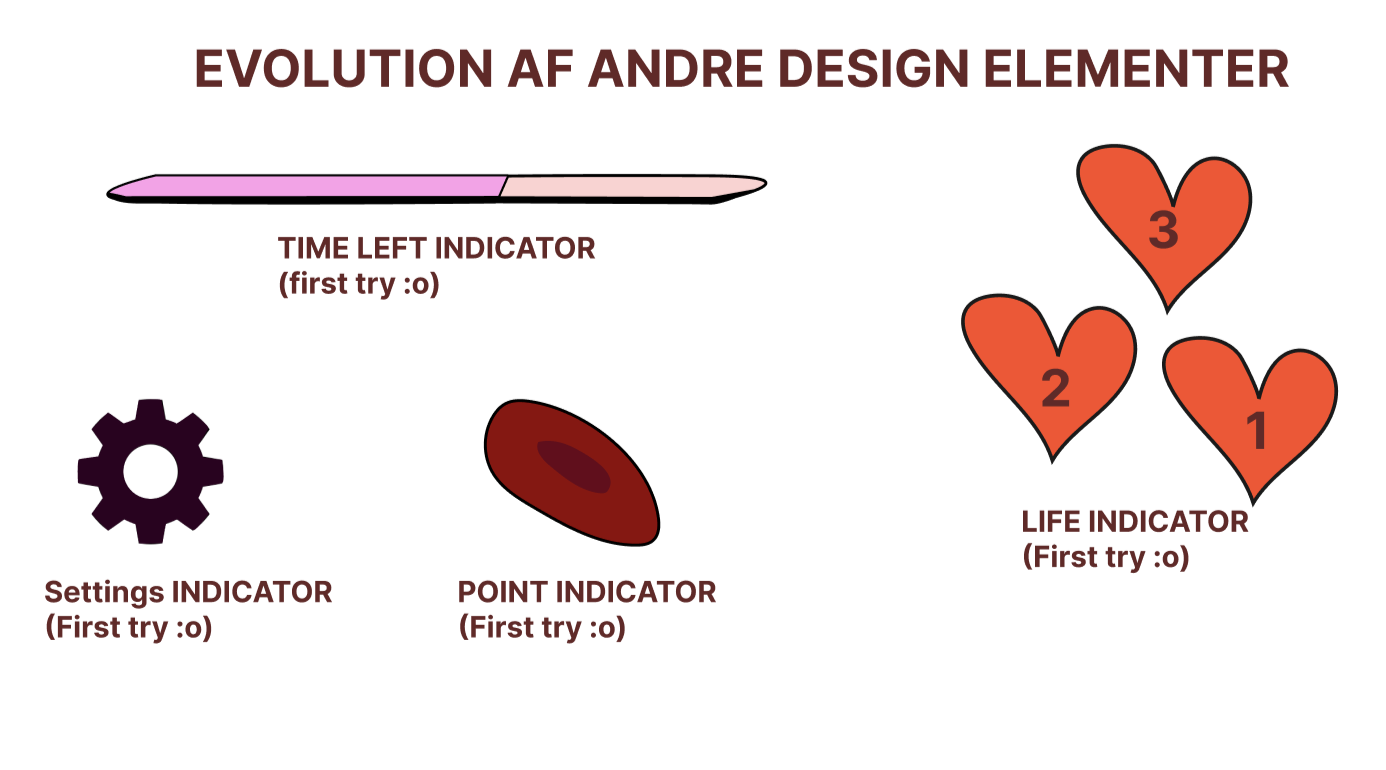 EVOLUTION AF ANDRE DESIGN ELEMENTER
TIME LEFT INDICATOR
(first try :o)
3
2
1
LIFE INDICATOR
(First try :o)
Settings INDICATOR
(First try :o)
POINT INDICATOR
(First try :o)